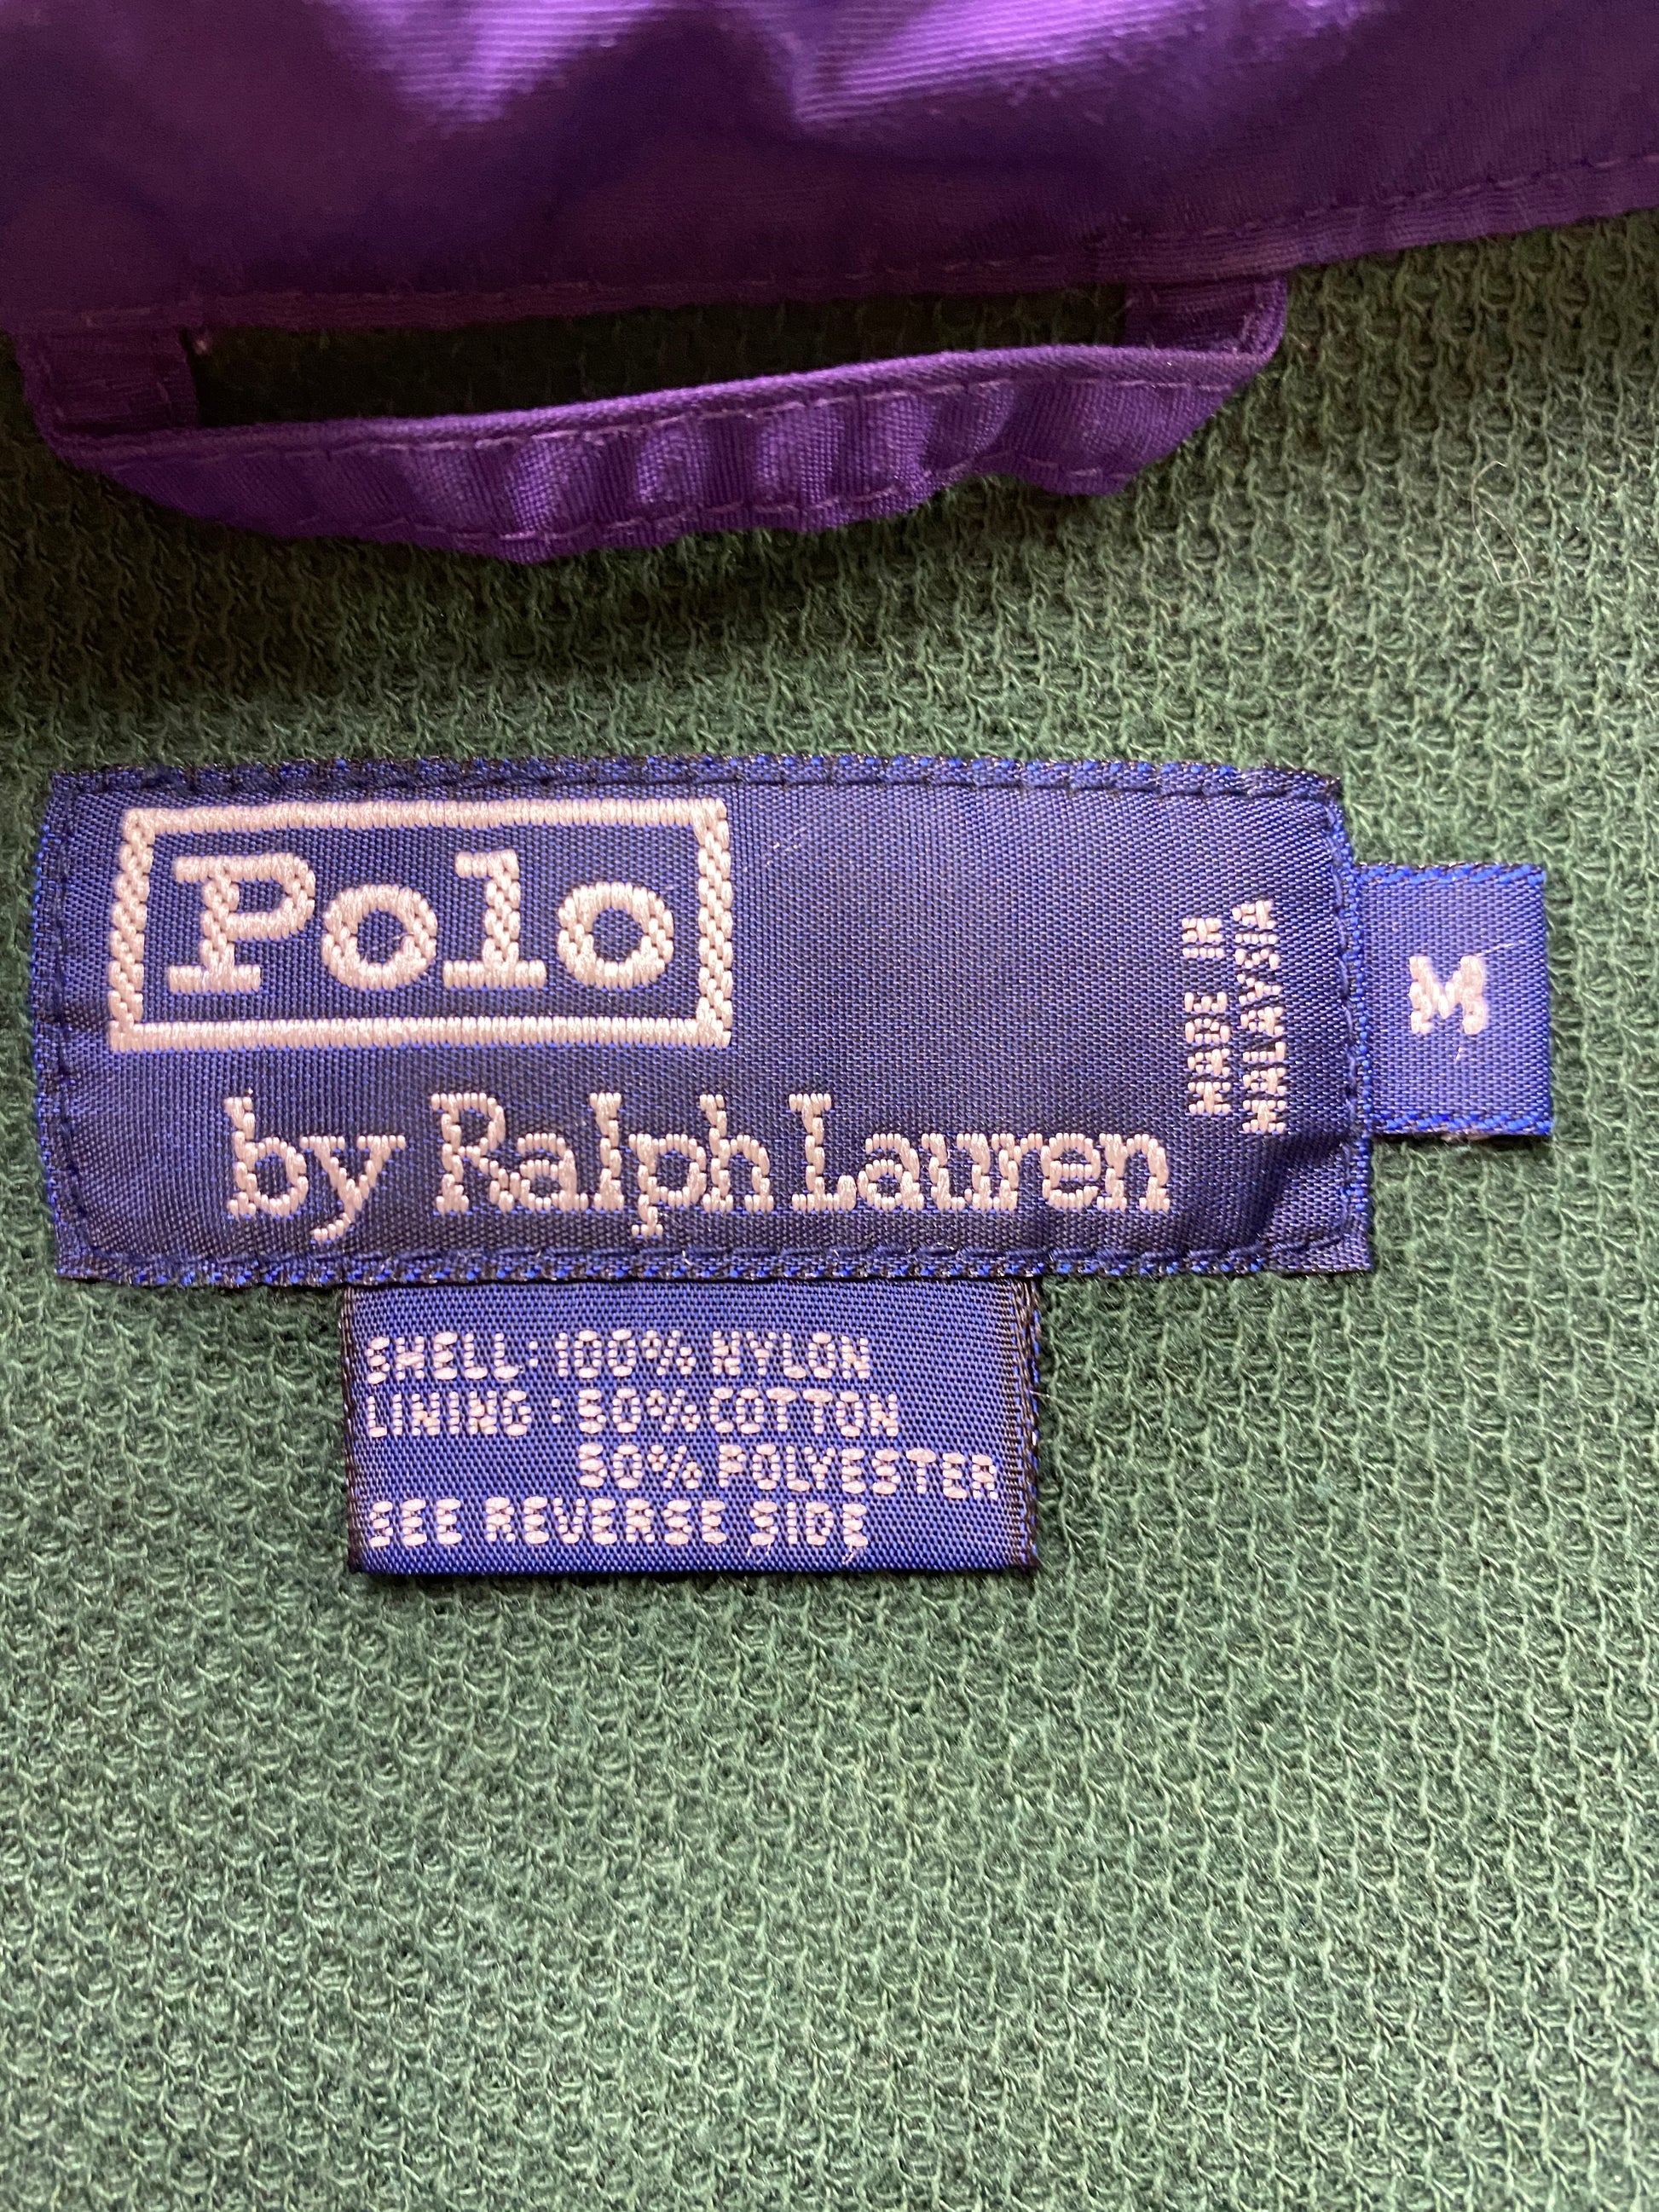 Polo
by Ralph Lauren
MADE IN
MALAYSIA
M
SHELL: 100% NYLON
LINING: 50% COTTON
50% POLYESTER
SEE REVERSE SIDE